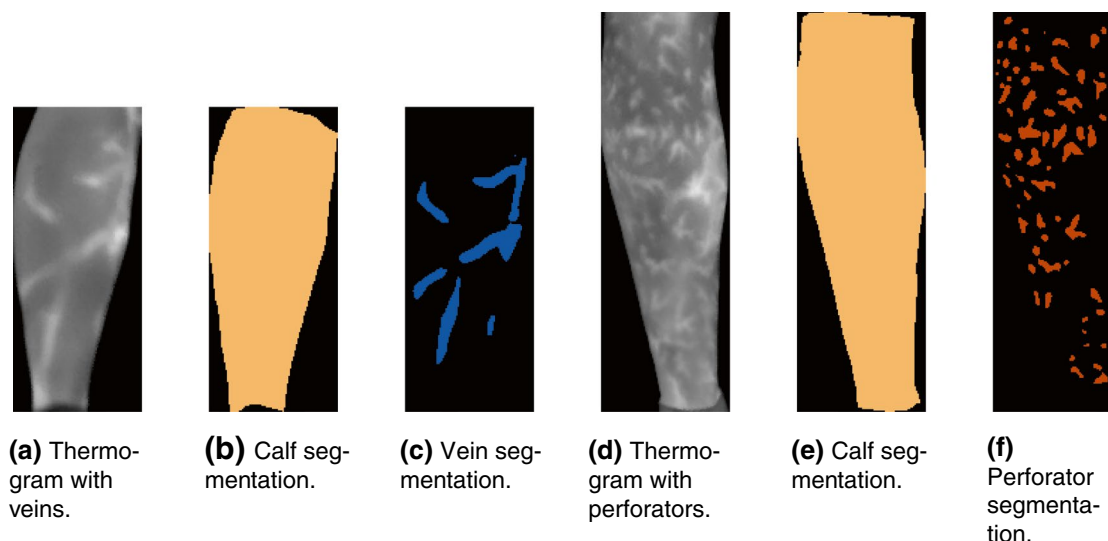 (a) Thermo-
gram with
veins.
(b) Calf seg-
mentation.
(c) Vein seg-
mentation.
(d) Thermo-
gram with
perforators.
(e) Calf seg-
mentation.
(f)
Perforator
segmenta-
tion.